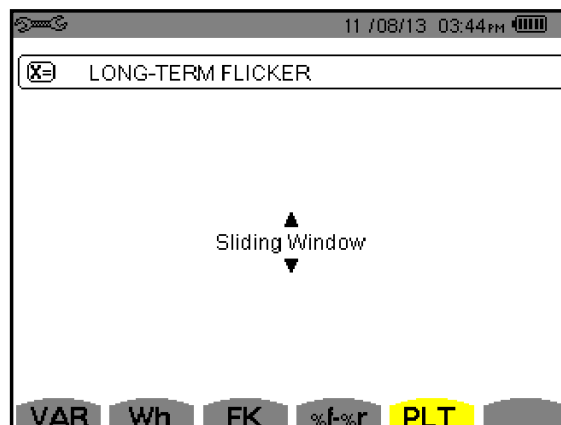 11 /08/13 03:44PM
X= LONG-TERM FLICKER
Sliding Window
VAR Wh FK %f-%r PLT